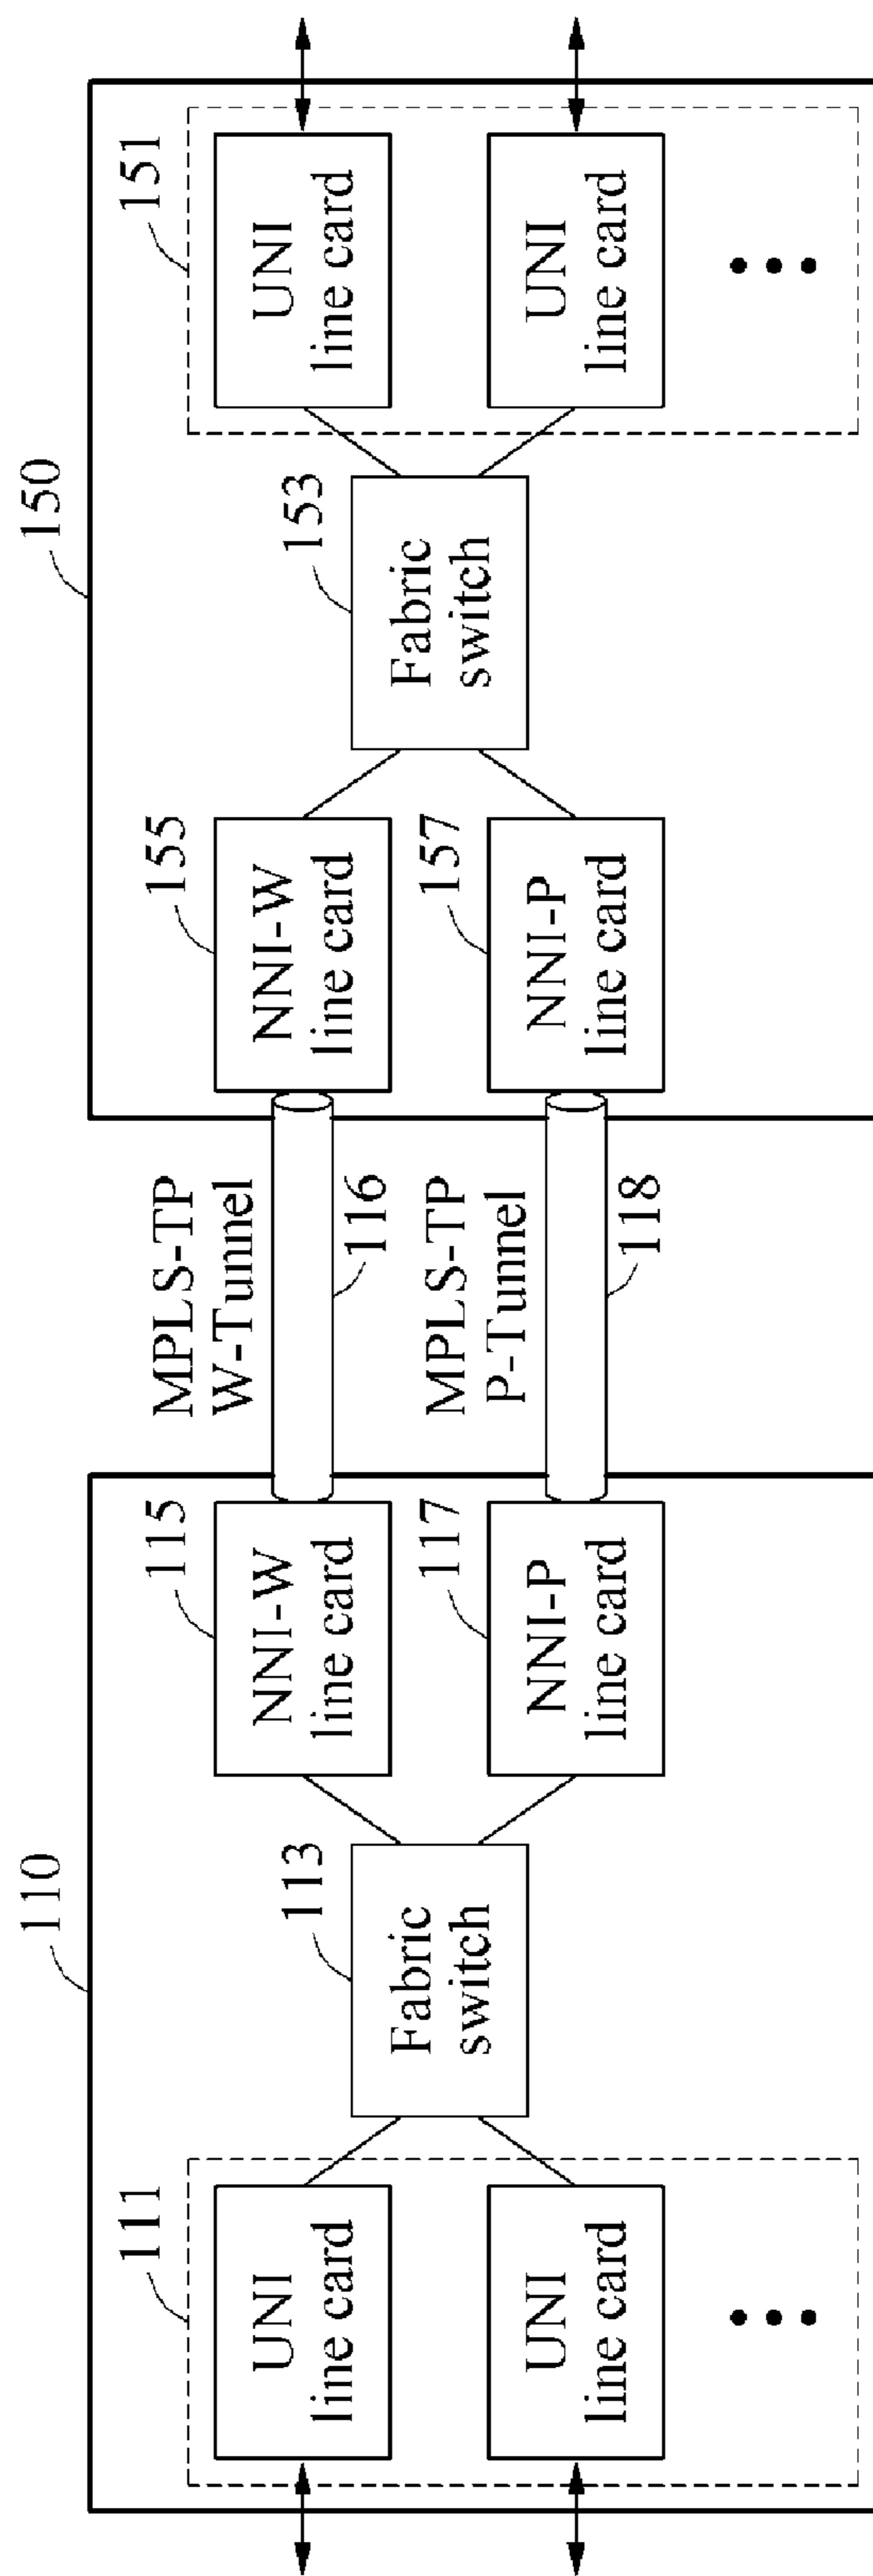 110
150
111
UNI
line card
UNI
line card
113
Fabric
switch
115
NNI-W
line card
117
NNI-P
line card
MPLS-TP
W-Tunnel
116
MPLS-TP
P-Tunnel
118
155
NNI-W
line card
157
NNI-P
line card
153
Fabric
switch
151
UNI
line card
UNI
line card